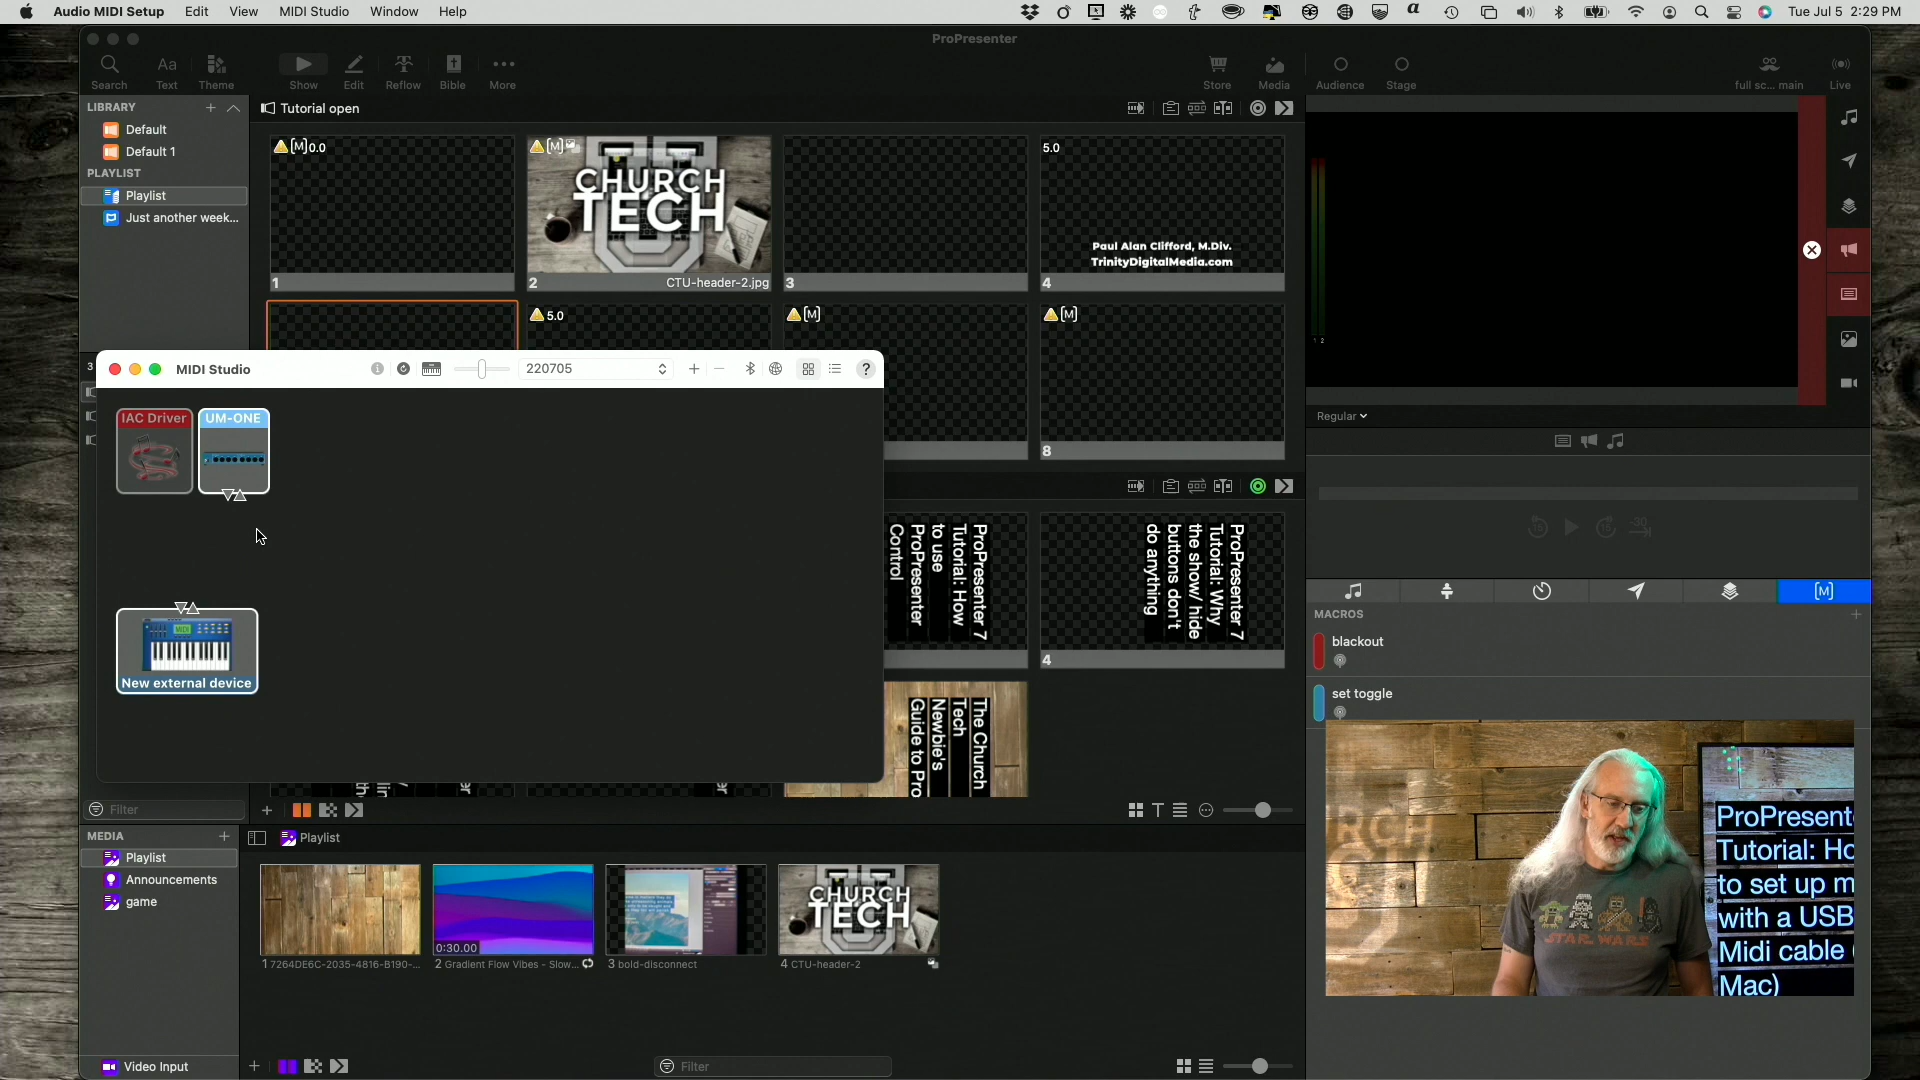 Audio MIDI Setup Edit View MIDI Studio Window Help
Tue Jul 5 2:29 PM
ProPresenter
Search Text Theme Show Edit Reflow Bible More
Store Media Audience Stage full sc... main Live
LIBRARY
Default
Default 1
PLAYLIST
Playlist
Just another week...
Tutorial open
[M] 0.0
1
[M]
CHURCH
TECH
2 CTU-header-2.jpg
3
5.0
Paul Alan Clifford, M.Div.
TrinityDigitalMedia.com
4
5.0
[M]
[M]
8
MIDI Studio
220705
?
IAC Driver
UM-ONE
MIDI
New external device
ProPresenter 7
Tutorial: How
to use
ProPresenter
Control
ProPresenter 7
Tutorial: Why
the show/ hide
buttons don't
do anything
4
The Church
Tech
Newbie's
Guide to Pro
1 2
Regular
[M]
MACROS
blackout
set toggle
ProPresent
Tutorial: Ho
to set up m
with a USB
Midi cable (
Mac)
STAR WARS
Filter
MEDIA
Playlist
Announcements
game
Video Input
Playlist
0:30.00
CHURCH
TECH
1 7264DE6C-2035-4816-B190-...
2 Gradient Flow Vibes - Slow...
3 bold-disconnect
4 CTU-header-2
Filter